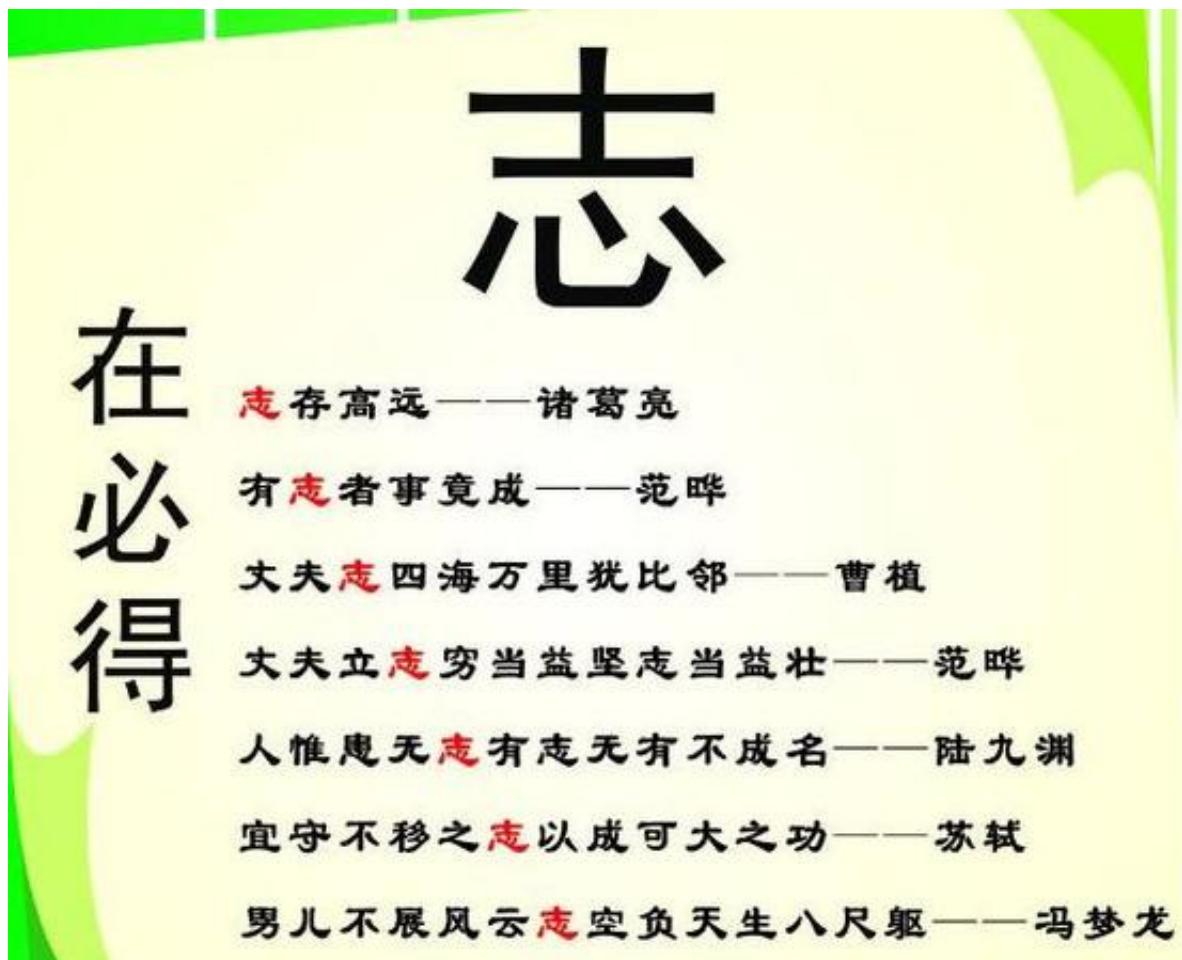 志
在必得
志存高远——诸葛亮
有志者事竟成——范晔
丈夫志四海万里犹比邻——曹植
丈夫立志穷当益坚志当益壮——范晔
人惟患无志有志无有不成名——陆九渊
宜守不移之志以成可大之功——苏轼
男儿不展风云志空负天生八尺躯——冯梦龙